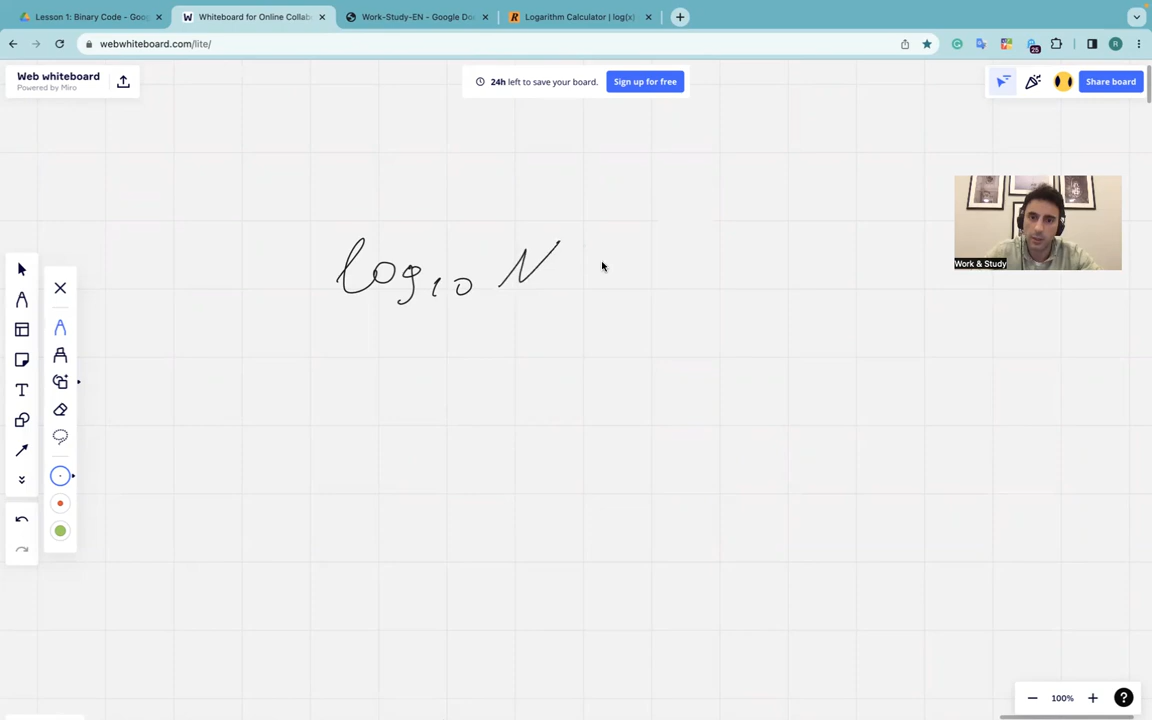 Lesson 1: Binary Code - Goo
Whiteboard for Online Collab
Work-Study-EN - Google Do
Logarithm Calculator | log(x)
webwhiteboard.com/lite/
25
R
Web whiteboard
Powered by Miro
24h left to save your board.
Sign up for free
Share board
Work & Study
log₁₀ N
T
100%
?